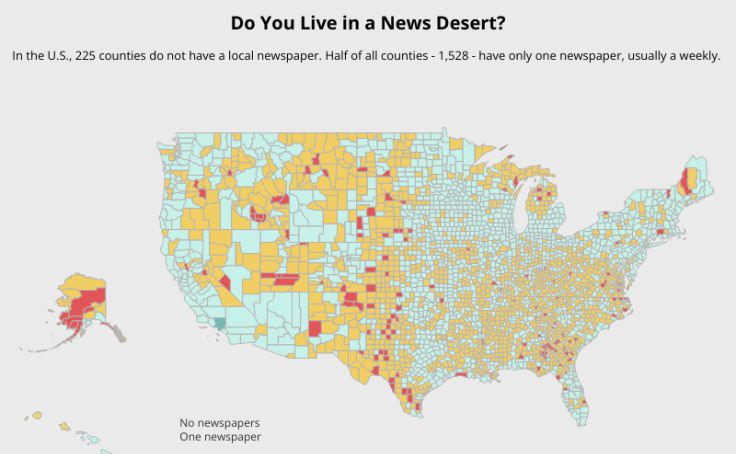 Do You Live in a News Desert?
In the U.S., 225 counties do not have a local newspaper. Half of all counties - 1,528 - have only one newspaper, usually a weekly.
No newspapers
One newspaper